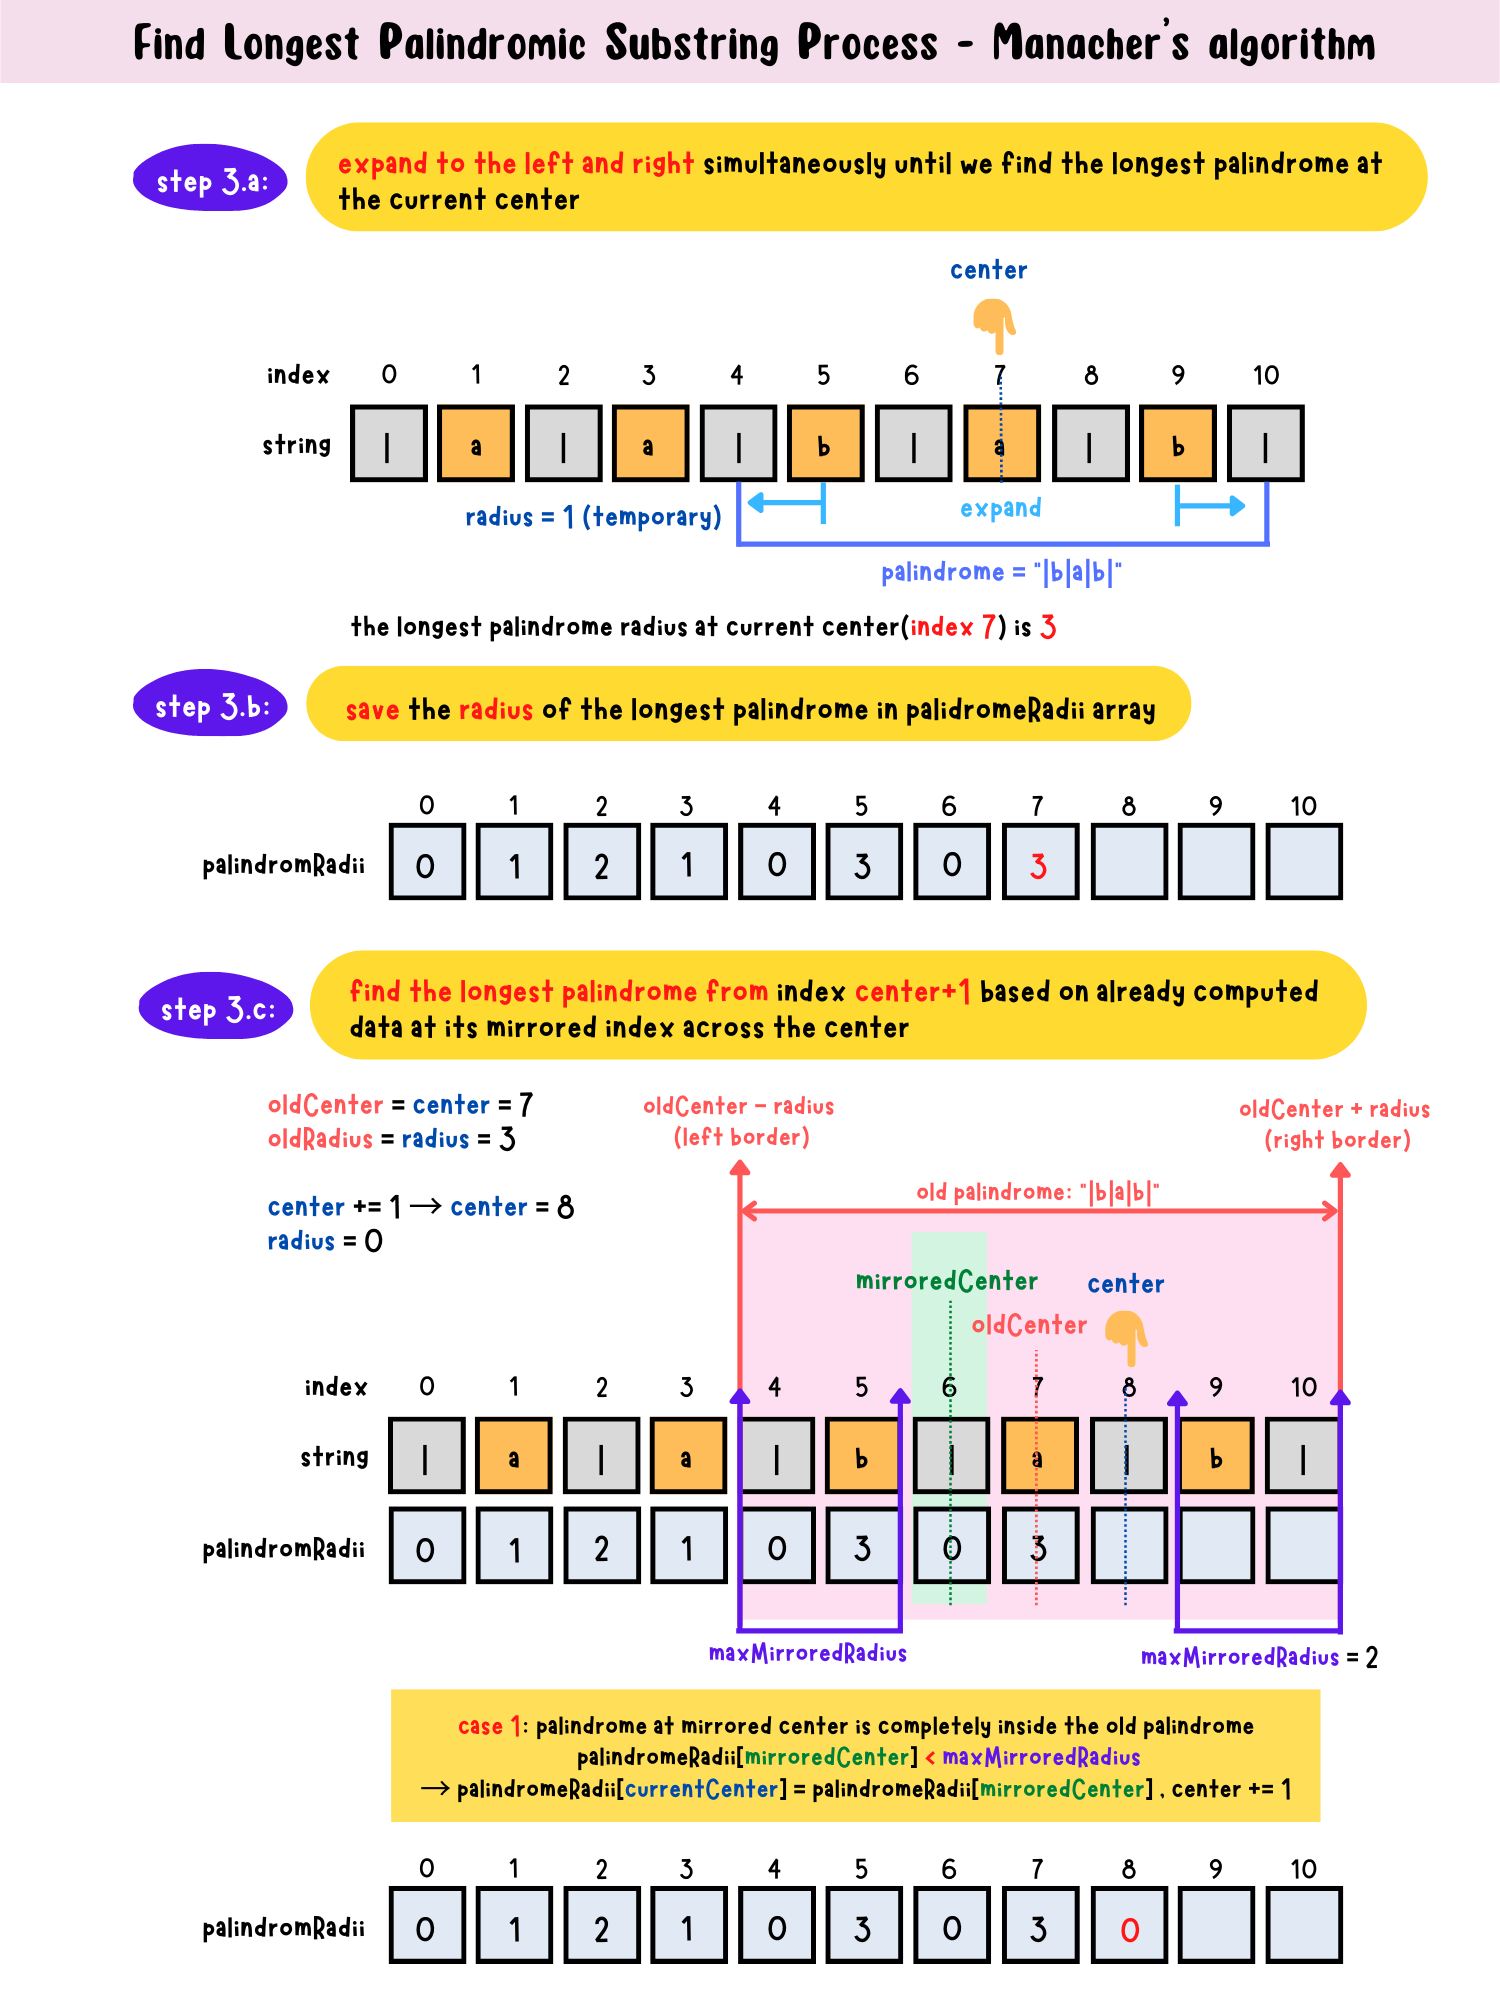 Find Longest Palindromic Substring Process - Manacher's algorithm
step 3.a:
expand to the left and right simultaneously until we find the longest palindrome at
the current center
center
index 0 1 2 3 4 5 6 7 8 9 10
string | a | a | b | a | b |
radius = 1 (temporary)
expand
palindrome = "|b|a|b|"
the longest palindrome radius at current center(index 7) is 3
step 3.b:
save the radius of the longest palindrome in palidromeRadii array
0 1 2 3 4 5 6 7 8 9 10
palindromRadii 0 1 2 1 0 3 0 3
step 3.c:
find the longest palindrome from index center+1 based on already computed
data at its mirrored index across the center
oldCenter = center = 7
oldRadius = radius = 3
center += 1 → center = 8
radius = 0
oldCenter - radius
(left border)
oldCenter + radius
(right border)
old palindrome: "|b|a|b|"
mirroredCenter
center
oldCenter
index 0 1 2 3 4 5 6 7 8 9 10
string | a | a | b | a | b |
palindromRadii 0 1 2 1 0 3 0 3
maxMirroredRadius
maxMirroredRadius = 2
case 1: palindrome at mirrored center is completely inside the old palindrome
palindromeRadii[mirroredCenter] < maxMirroredRadius
→ palindromeRadii[currentCenter] = palindromeRadii[mirroredCenter] , center += 1
0 1 2 3 4 5 6 7 8 9 10
palindromRadii 0 1 2 1 0 3 0 3 0